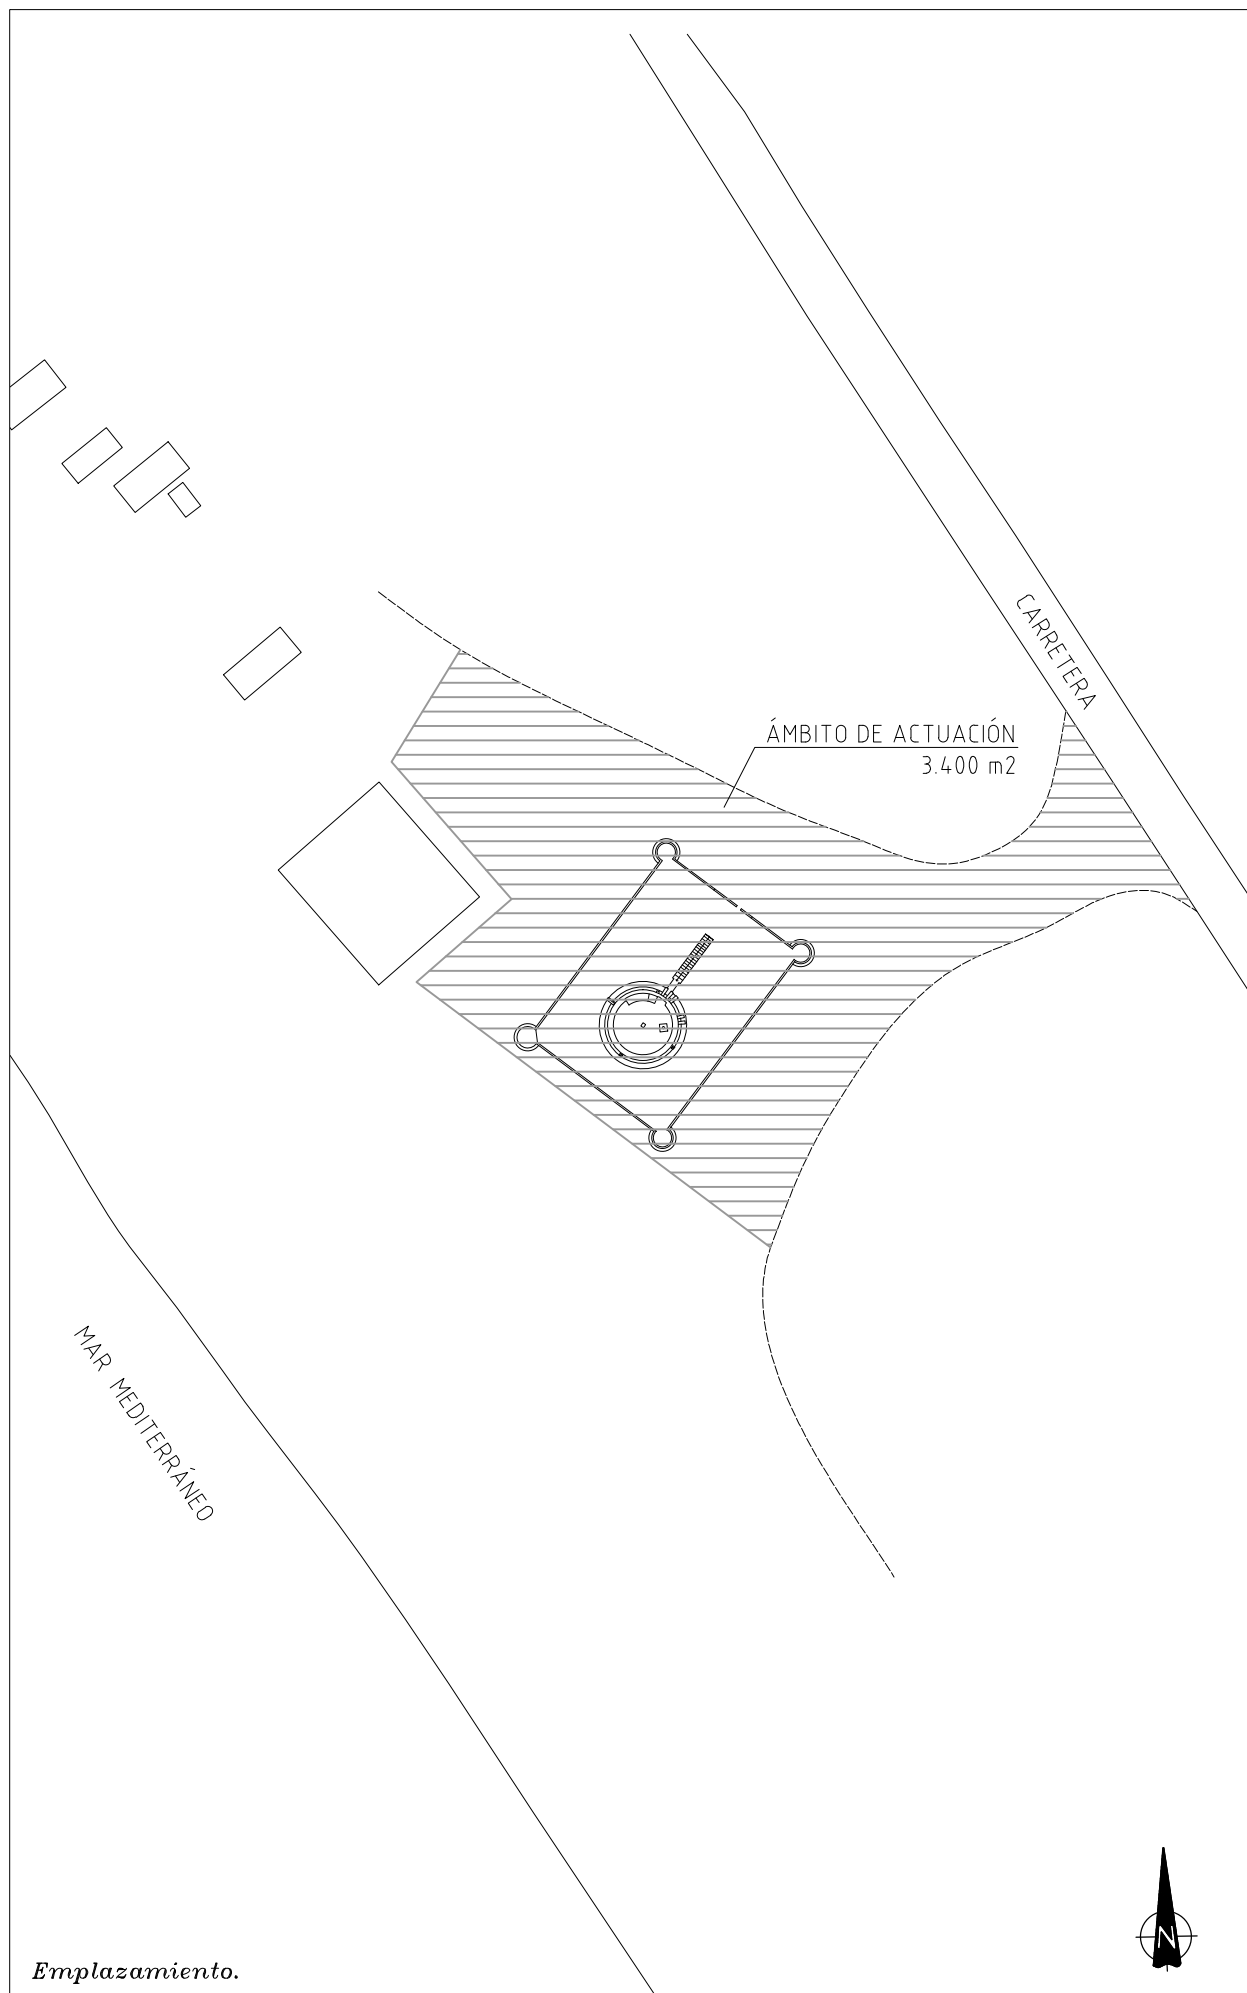 CARRETERA
ÁMBITO DE ACTUACIÓN
3.400 m2
MAR MEDITERRÁNEO
N
Emplazamiento.